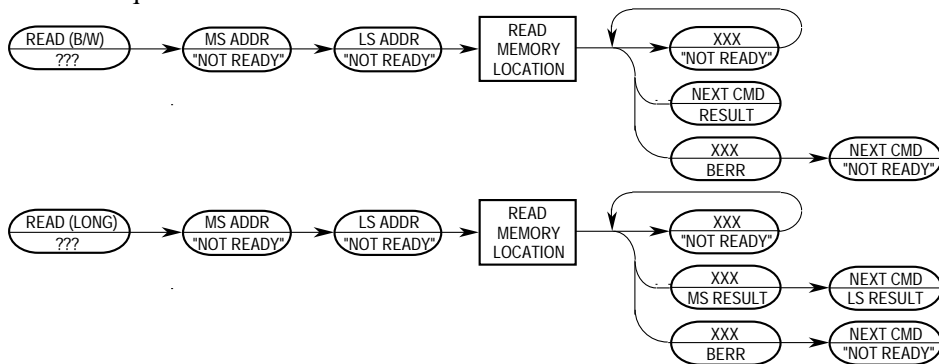 READ (B/W)
???
MS ADDR
"NOT READY"
LS ADDR
"NOT READY"
READ
MEMORY
LOCATION
XXX
"NOT READY"
NEXT CMD
RESULT
XXX
BERR
NEXT CMD
"NOT READY"
READ (LONG)
???
MS ADDR
"NOT READY"
LS ADDR
"NOT READY"
READ
MEMORY
LOCATION
XXX
"NOT READY"
XXX
MS RESULT
NEXT CMD
LS RESULT
XXX
BERR
NEXT CMD
"NOT READY"